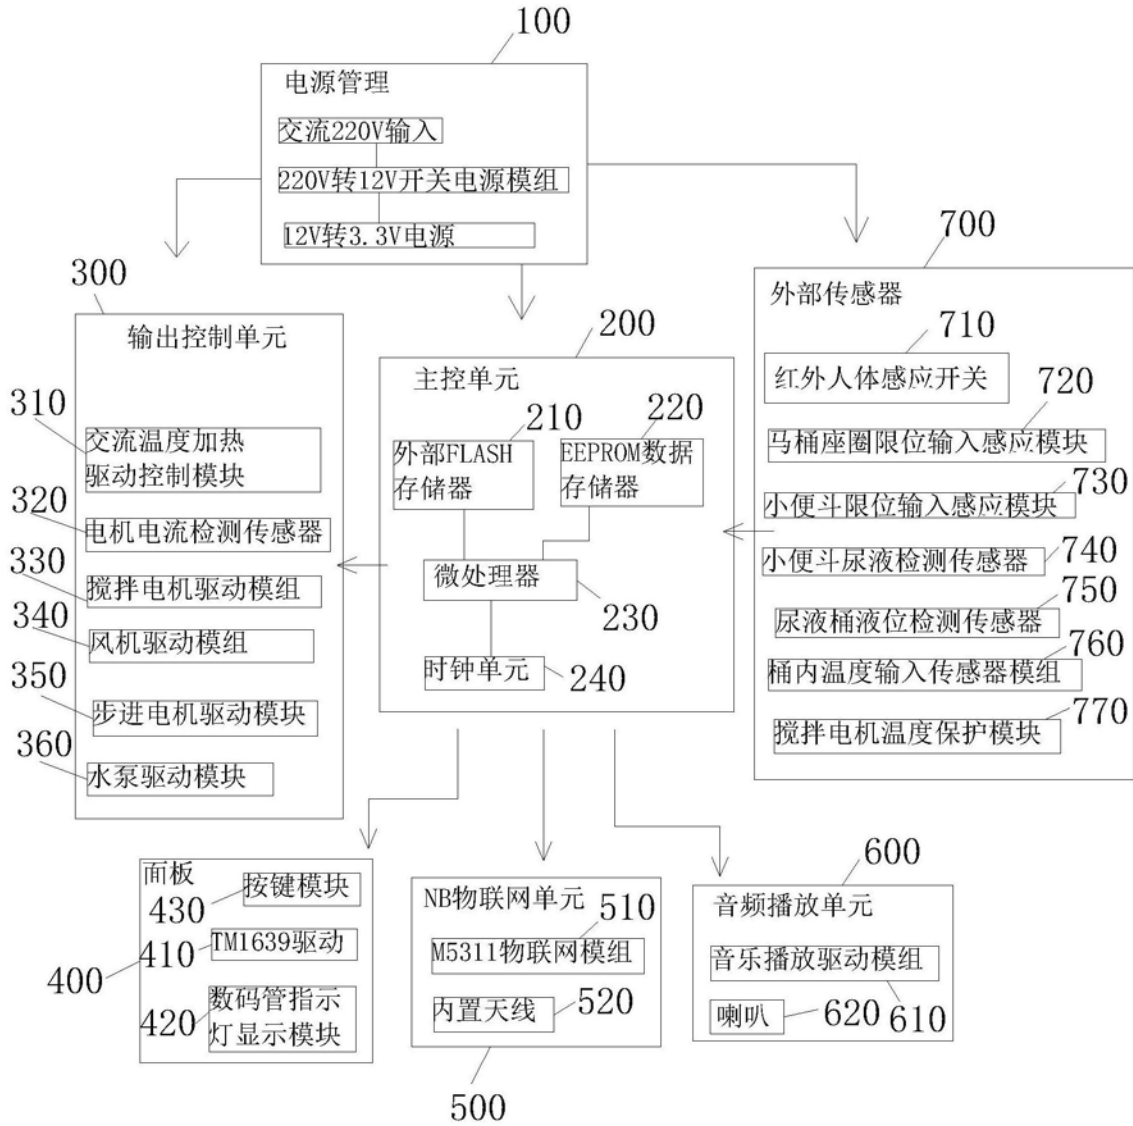 100
电源管理
交流220V输入
220V转12V开关电源模组
12V转3.3V电源
300
输出控制单元
310
交流温度加热
驱动控制模块
320
电机电流检测传感器
330
搅拌电机驱动模组
340
风机驱动模组
350
步进电机驱动模块
360
水泵驱动模块
200
主控单元
210
外部FLASH
存储器
220
EEPROM数据
存储器
微处理器
230
时钟单元
240
700
外部传感器
710
红外人体感应开关
720
马桶座圈限位输入感应模块
730
小便斗限位输入感应模块
740
小便斗尿液检测传感器
750
尿液桶液位检测传感器
760
桶内温度输入传感器模组
770
搅拌电机温度保护模块
面板
按键模块
430
TM1639驱动
410
400
数码管指示
灯显示模块
420
NB物联网单元
510
M5311物联网模组
内置天线
520
500
600
音频播放单元
音乐播放驱动模组
喇叭
620
610